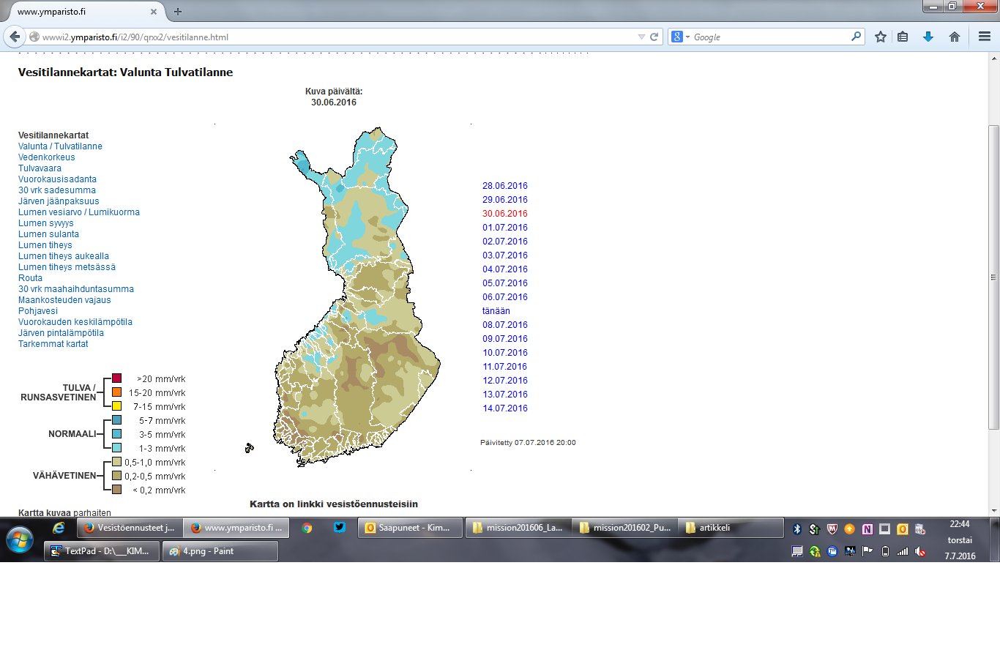 www.ymparisto.fi
wwwi2.ymparisto.fi/i2/90/qrxx2/vesitilanne.html
Google
Vesitilannekartat: Valunta Tulvatilanne
Kuva päivältä:
30.06.2016
Vesitilannekartat
Valunta / Tulvatilanne
Vedenkorkeus
Tulvavaara
Vuorokausisadanta
30 vrk sadesumma
Järven jäänpaksuus
Lumen vesiarvo / Lumikuorma
Lumen syvyys
Lumen sulanta
Lumen tiheys
Lumen tiheys aukealla
Lumen tiheys metsässä
Routa
30 vrk maahaihduntasumma
Maankosteuden vajaus
Pohjavesi
Vuorokauden keskilämpötila
Järven pintalämpötila
Tarkemmat kartat
28.06.2016
29.06.2016
30.06.2016
01.07.2016
02.07.2016
03.07.2016
04.07.2016
05.07.2016
06.07.2016
tänään
08.07.2016
09.07.2016
10.07.2016
11.07.2016
12.07.2016
13.07.2016
14.07.2016
Päivitetty 07.07.2016 20:00
TULVA /
RUNSASVETINEN
>20 mm/vrk
15-20 mm/vrk
7-15 mm/vrk
NORMAALI
5-7 mm/vrk
3-5 mm/vrk
1-3 mm/vrk
VÄHÄVETINEN
0,5-1,0 mm/vrk
0,2-0,5 mm/vrk
< 0,2 mm/vrk
Kartta on linkki vesistöennusteisiin
Kartta kuvaa parhaiten
Vesistöennusteet j...
www.ymparisto.fi ...
Saapuneet - Kim...
mission201606_La...
mission201602_Pu...
artikkeli
TextPad - D:\___KIM...
4.png - Paint
22:44
torstai
7.7.2016